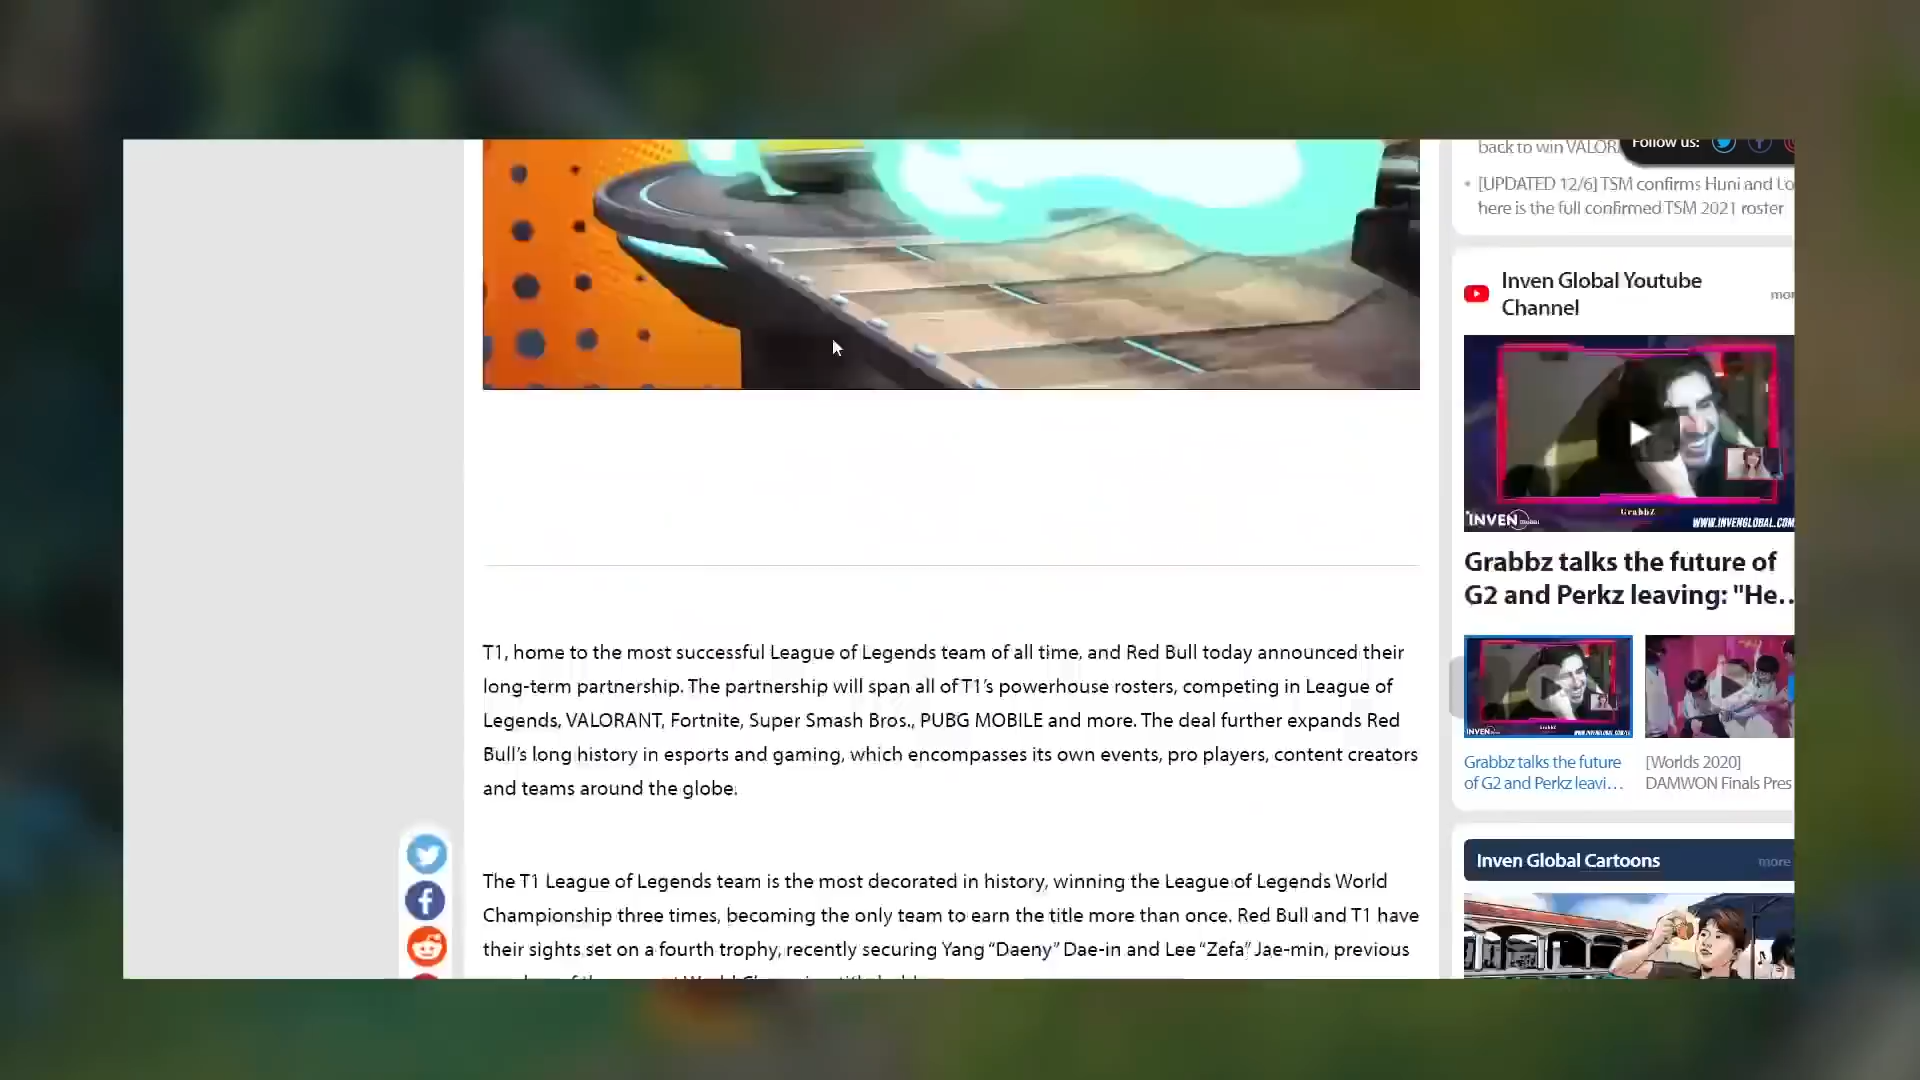 Follow us:
back to win VALOR
[UPDATED 12/6] TSM confirms Huni and Lo
here is the full confirmed TSM 2021 roster
Inven Global Youtube
Channel
mor
GrabbZ
INVEN
WWW.INVENGLOBAL.COM
Grabbz talks the future of
G2 and Perkz leaving: "He...
T1, home to the most successful League of Legends team of all time, and Red Bull today announced their
long-term partnership. The partnership will span all of T1’s powerhouse rosters, competing in League of
Legends, VALORANT, Fortnite, Super Smash Bros., PUBG MOBILE and more. The deal further expands Red
Bull’s long history in esports and gaming, which encompasses its own events, pro players, content creators
and teams around the globe.
INVEN
Grabbz talks the future
of G2 and Perkz leavi...
[Worlds 2020]
DAMWON Finals Pres
Inven Global Cartoons
more
The T1 League of Legends team is the most decorated in history, winning the League of Legends World
Championship three times, becoming the only team to earn the title more than once. Red Bull and T1 have
their sights set on a fourth trophy, recently securing Yang “Daeny” Dae-in and Lee “Zefa” Jae-min, previous